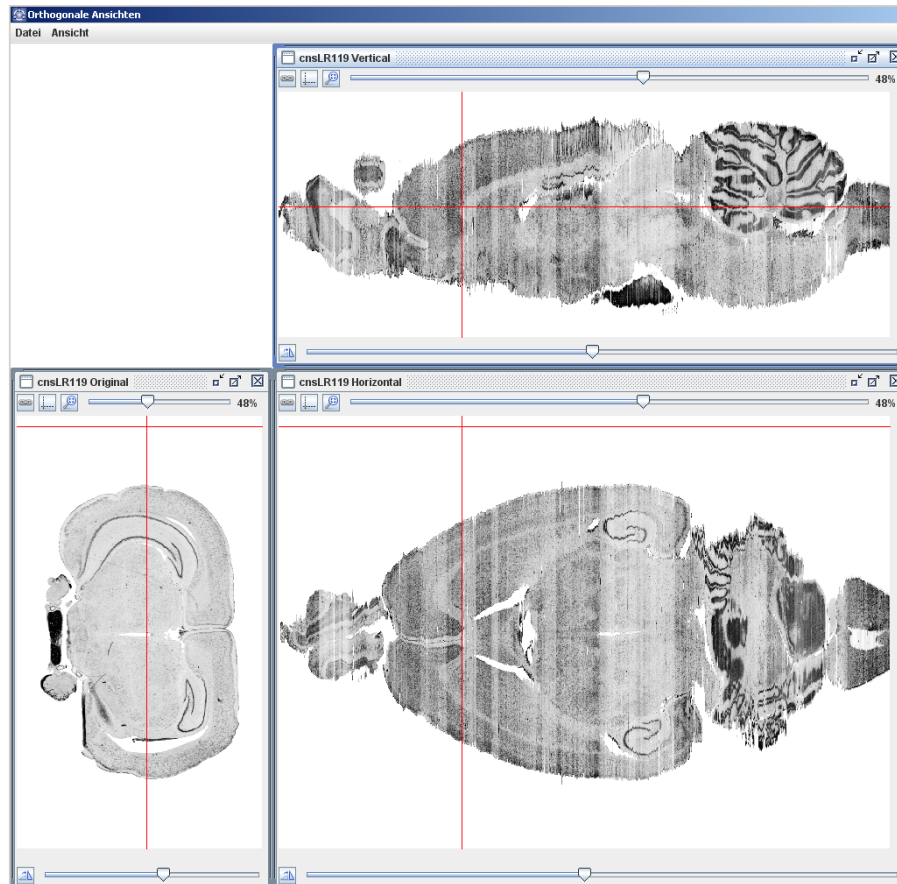 Orthogonale Ansichten
Datei Ansicht
cnsLR119 Vertical
48%
cnsLR119 Original
48%
cnsLR119 Horizontal
48%